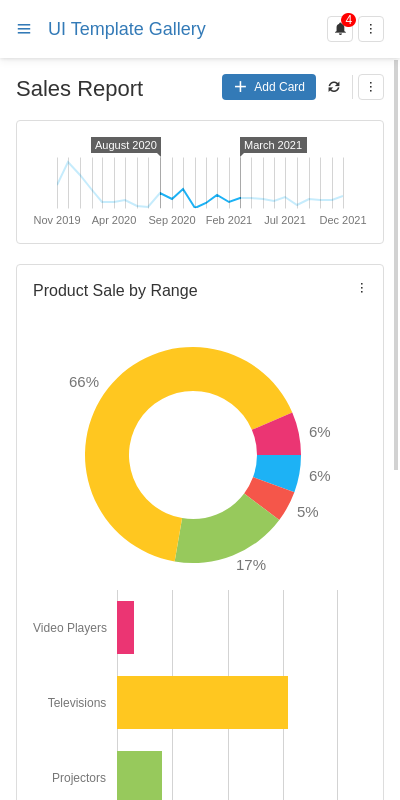 UI Template Gallery
4
Sales Report
Add Card
August 2020
March 2021
Nov 2019 Apr 2020 Sep 2020 Feb 2021 Jul 2021 Dec 2021
Product Sale by Range
66%
6%
6%
5%
17%
Video Players
Televisions
Projectors